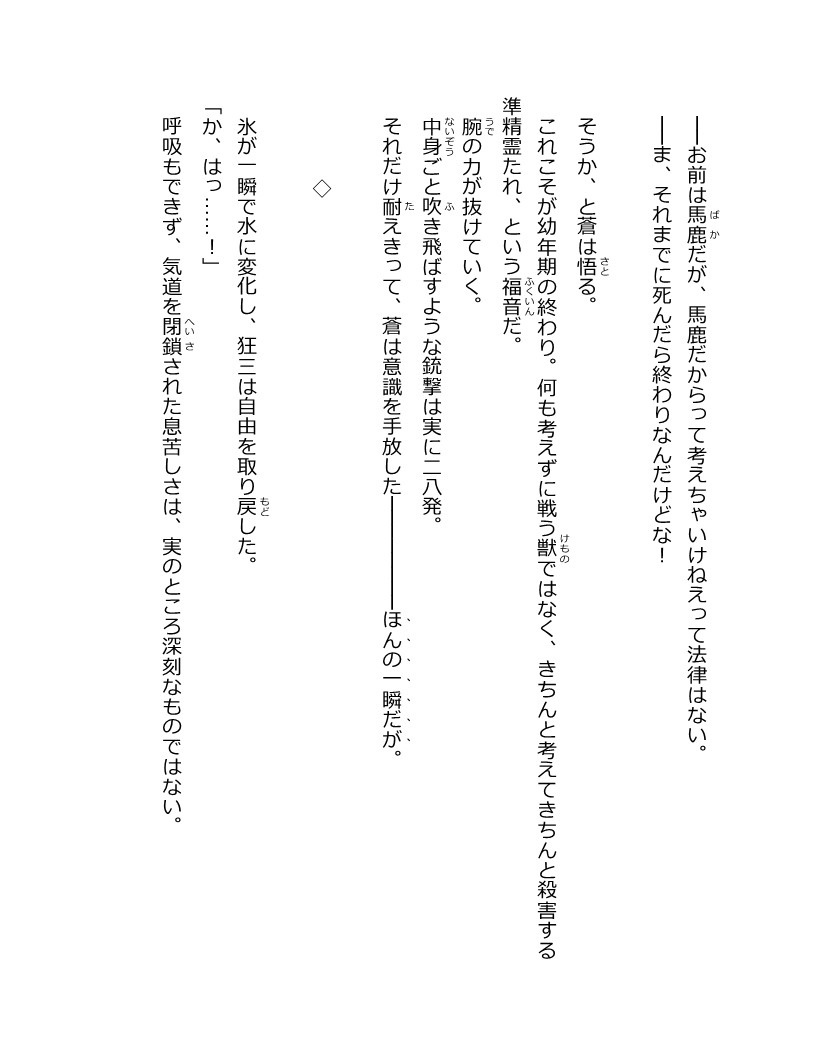 ――お前は馬鹿だが、馬鹿だからって考えちゃいけねえって法律はない。
――ま、それまでに死んだら終わりなんだけどな！
そうか、と蒼は悟る。
これこそが幼年期の終わり。何も考えずに戦う獣ではなく、きちんと考えてきちんと殺害する
準精霊たれ、という福音だ。
腕の力が抜けていく。
中身ごと吹き飛ばすような銃撃は実に二八発。
それだけ耐えきって、蒼は意識を手放した――――――ほんの一瞬だが。
◇
氷が一瞬で水に変化し、狂三は自由を取り戻した。
「か、はっ……！」
呼吸もできず、気道を閉鎖された息苦しさは、実のところ深刻なものではない。